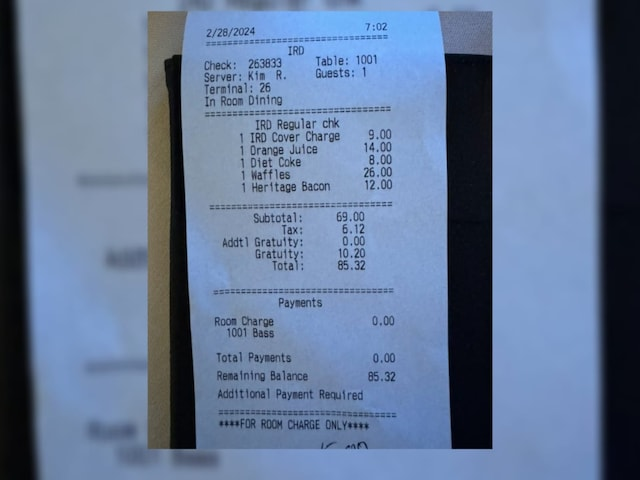 2/28/2024 7:02
IRD
Check: 263833 Table: 1001
Server: Kim R. Guests: 1
Terminal: 26
In Room Dining
IRD Regular chk
1 IRD Cover Charge 9.00
1 Orange Juice 14.00
1 Diet Coke 8.00
1 Waffles 26.00
1 Heritage Bacon 12.00
Subtotal: 69.00
Tax: 6.12
Addtl Gratuity: 0.00
Gratuity: 10.20
Total: 85.32
Payments
Room Charge 0.00
1001 Bass
Total Payments 0.00
Remaining Balance 85.32
Additional Payment Required
****FOR ROOM CHARGE ONLY****